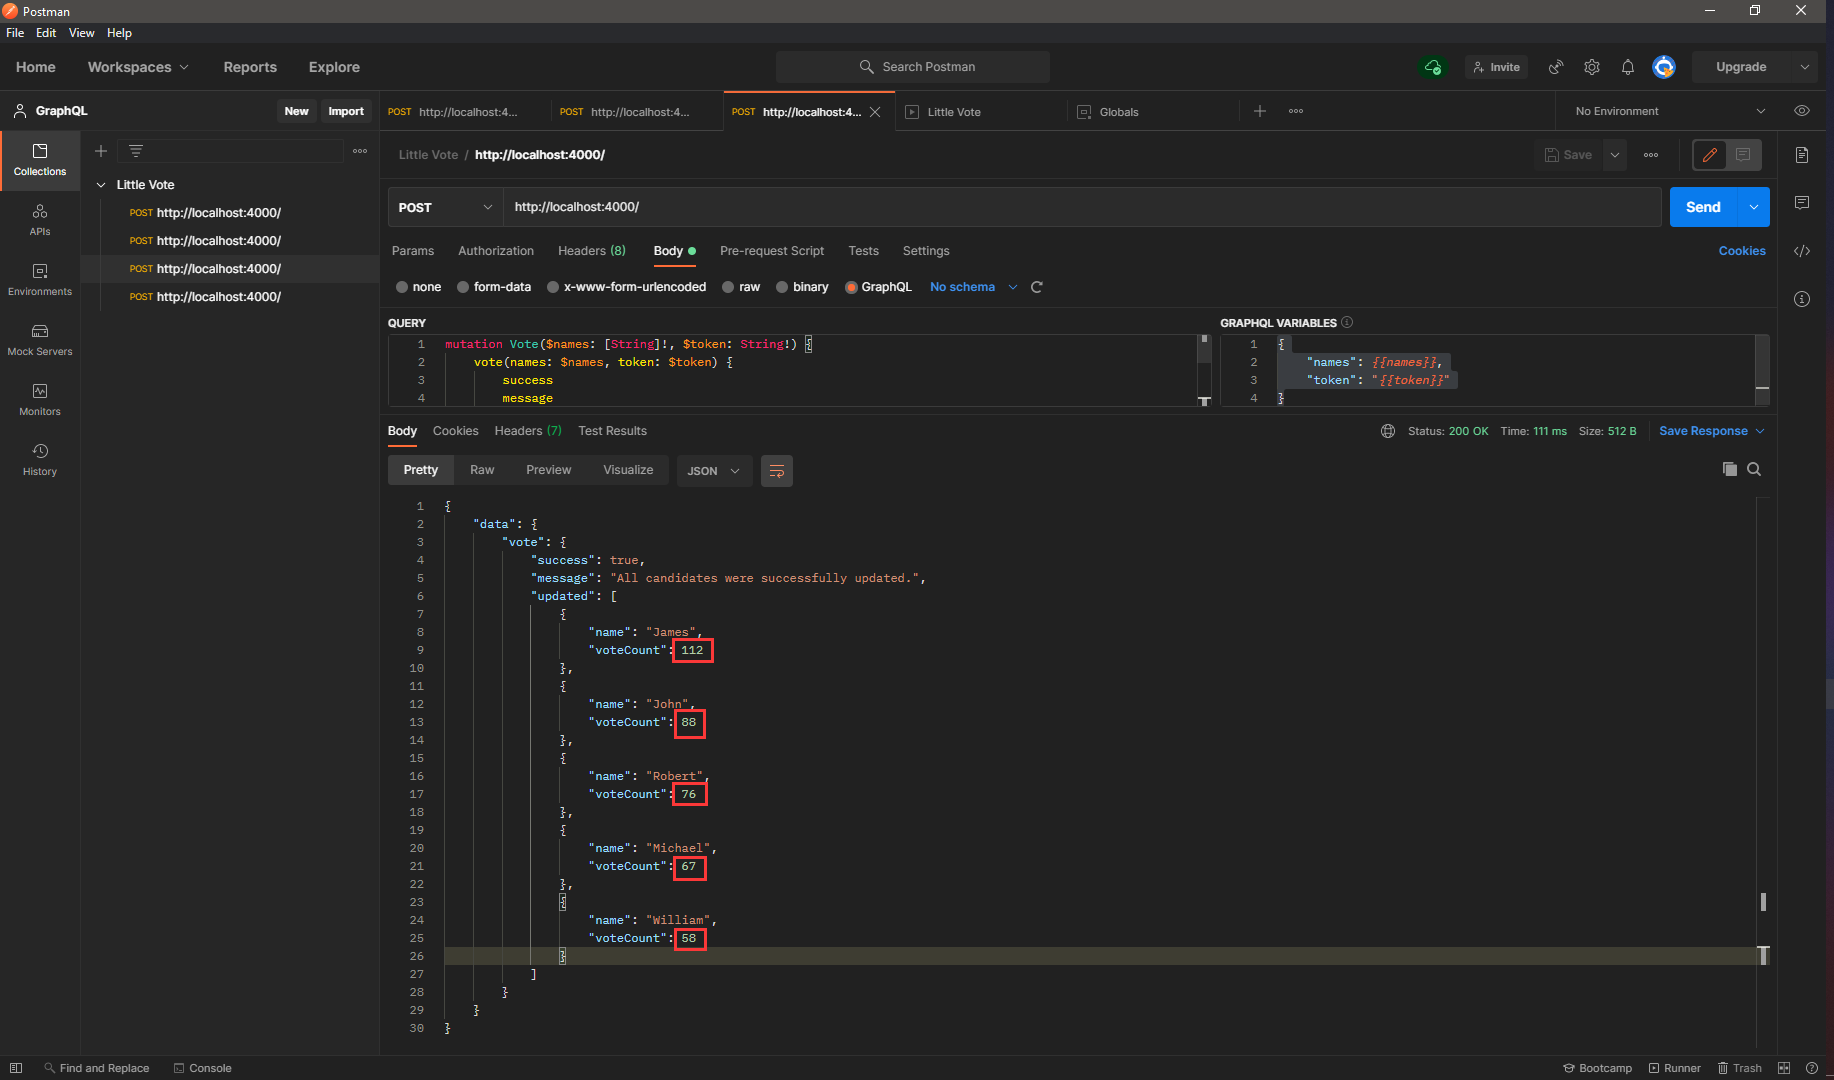 Postman
File Edit View Help
Home Workspaces Reports Explore Search Postman Invite Upgrade
GraphQL New Import
POST http://localhost:4... POST http://localhost:4... POST http://localhost:4... Little Vote Globals No Environment
Collections
APIs
Environments
Mock Servers
Monitors
History
Little Vote
POST http://localhost:4000/
POST http://localhost:4000/
POST http://localhost:4000/
POST http://localhost:4000/
Little Vote / http://localhost:4000/ Save
POST http://localhost:4000/ Send
Params Authorization Headers (8) Body Pre-request Script Tests Settings Cookies
none form-data x-www-form-urlencoded raw binary GraphQL No schema
QUERY
1 mutation Vote($names: [String]!, $token: String!) {
2 vote(names: $names, token: $token) {
3 success
4 message
GRAPHQL VARIABLES
1 {
2 "names": {{names}},
3 "token": "{{token}}"
4 }
Body Cookies Headers (7) Test Results Status: 200 OK Time: 111 ms Size: 512 B Save Response
Pretty Raw Preview Visualize JSON
1 {
2 "data": {
3 "vote": {
4 "success": true,
5 "message": "All candidates were successfully updated.",
6 "updated": [
7 {
8 "name": "James",
9 "voteCount": 112
10 },
11 {
12 "name": "John",
13 "voteCount": 88
14 },
15 {
16 "name": "Robert",
17 "voteCount": 76
18 },
19 {
20 "name": "Michael",
21 "voteCount": 67
22 },
23 {
24 "name": "William",
25 "voteCount": 58
26 }
27 ]
28 }
29 }
30 }
Find and Replace Console Bootcamp Runner Trash